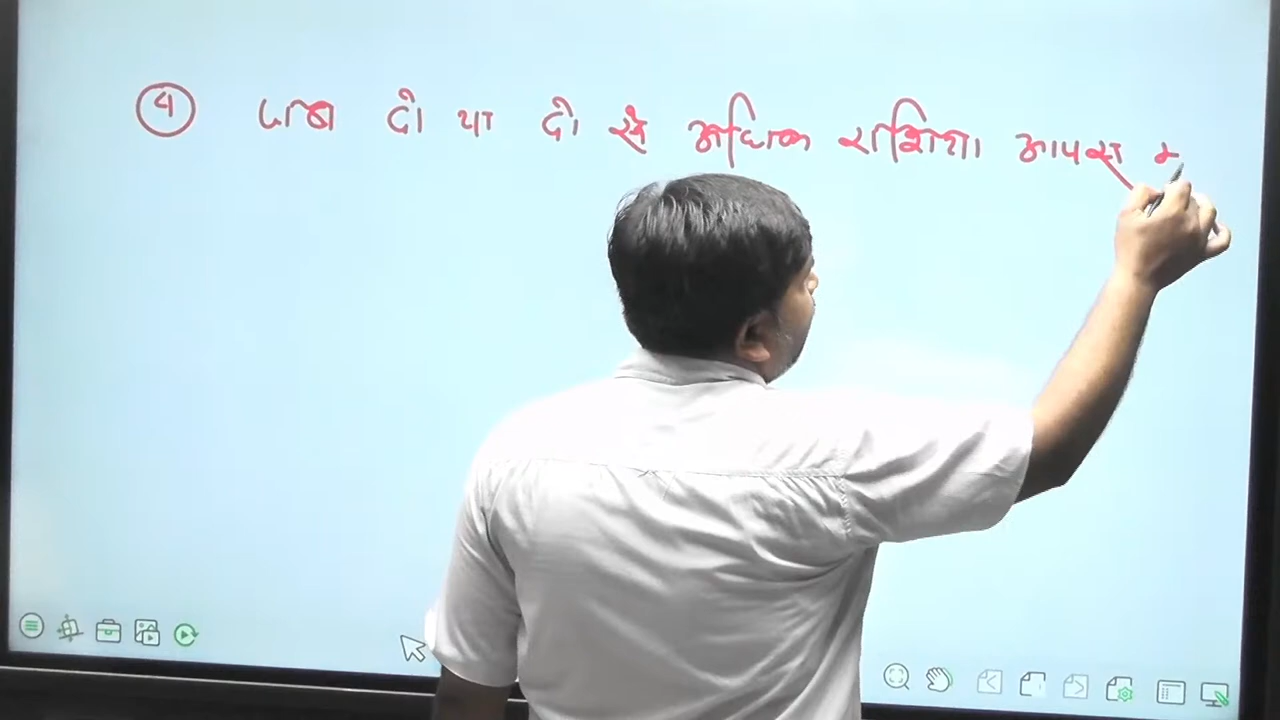 ④ जब दो या दो से अधिक राशिया आपस